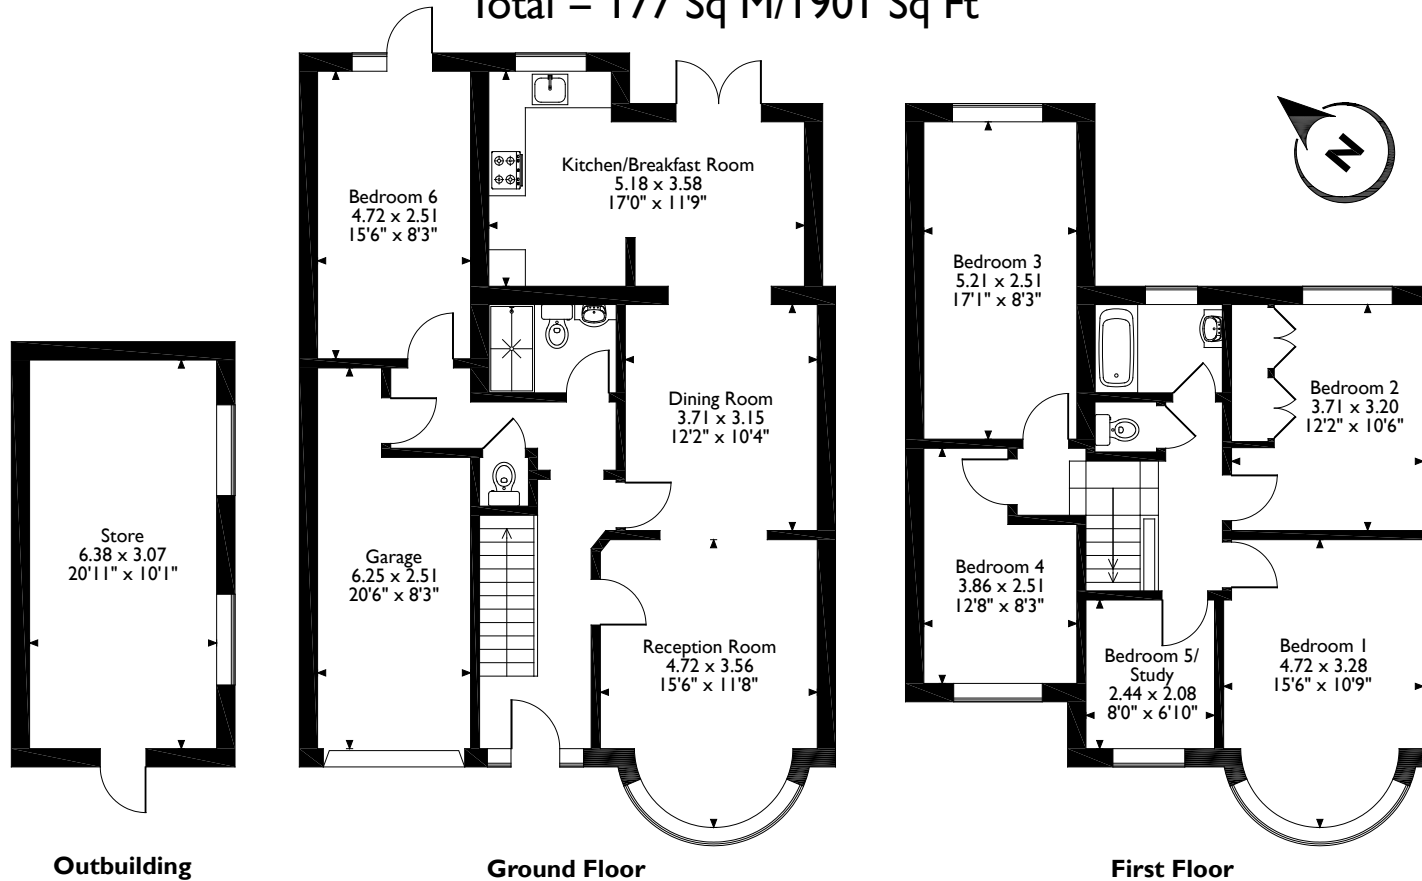 Total = 177 Sq M/1901 Sq Ft
Bedroom 6
4.72 x 2.51
15'6" x 8'3"
Kitchen/Breakfast Room
5.18 x 3.58
17'0" x 11'9"
Dining Room
3.71 x 3.15
12'2" x 10'4"
Store
6.38 x 3.07
20'11" x 10'1"
Garage
6.25 x 2.51
20'6" x 8'3"
Reception Room
4.72 x 3.56
15'6" x 11'8"
Bedroom 3
5.21 x 2.51
17'1" x 8'3"
Bedroom 2
3.71 x 3.20
12'2" x 10'6"
Bedroom 4
3.86 x 2.51
12'8" x 8'3"
Bedroom 5/
Study
2.44 x 2.08
8'0" x 6'10"
Bedroom 1
4.72 x 3.28
15'6" x 10'9"
N
Outbuilding
Ground Floor
First Floor